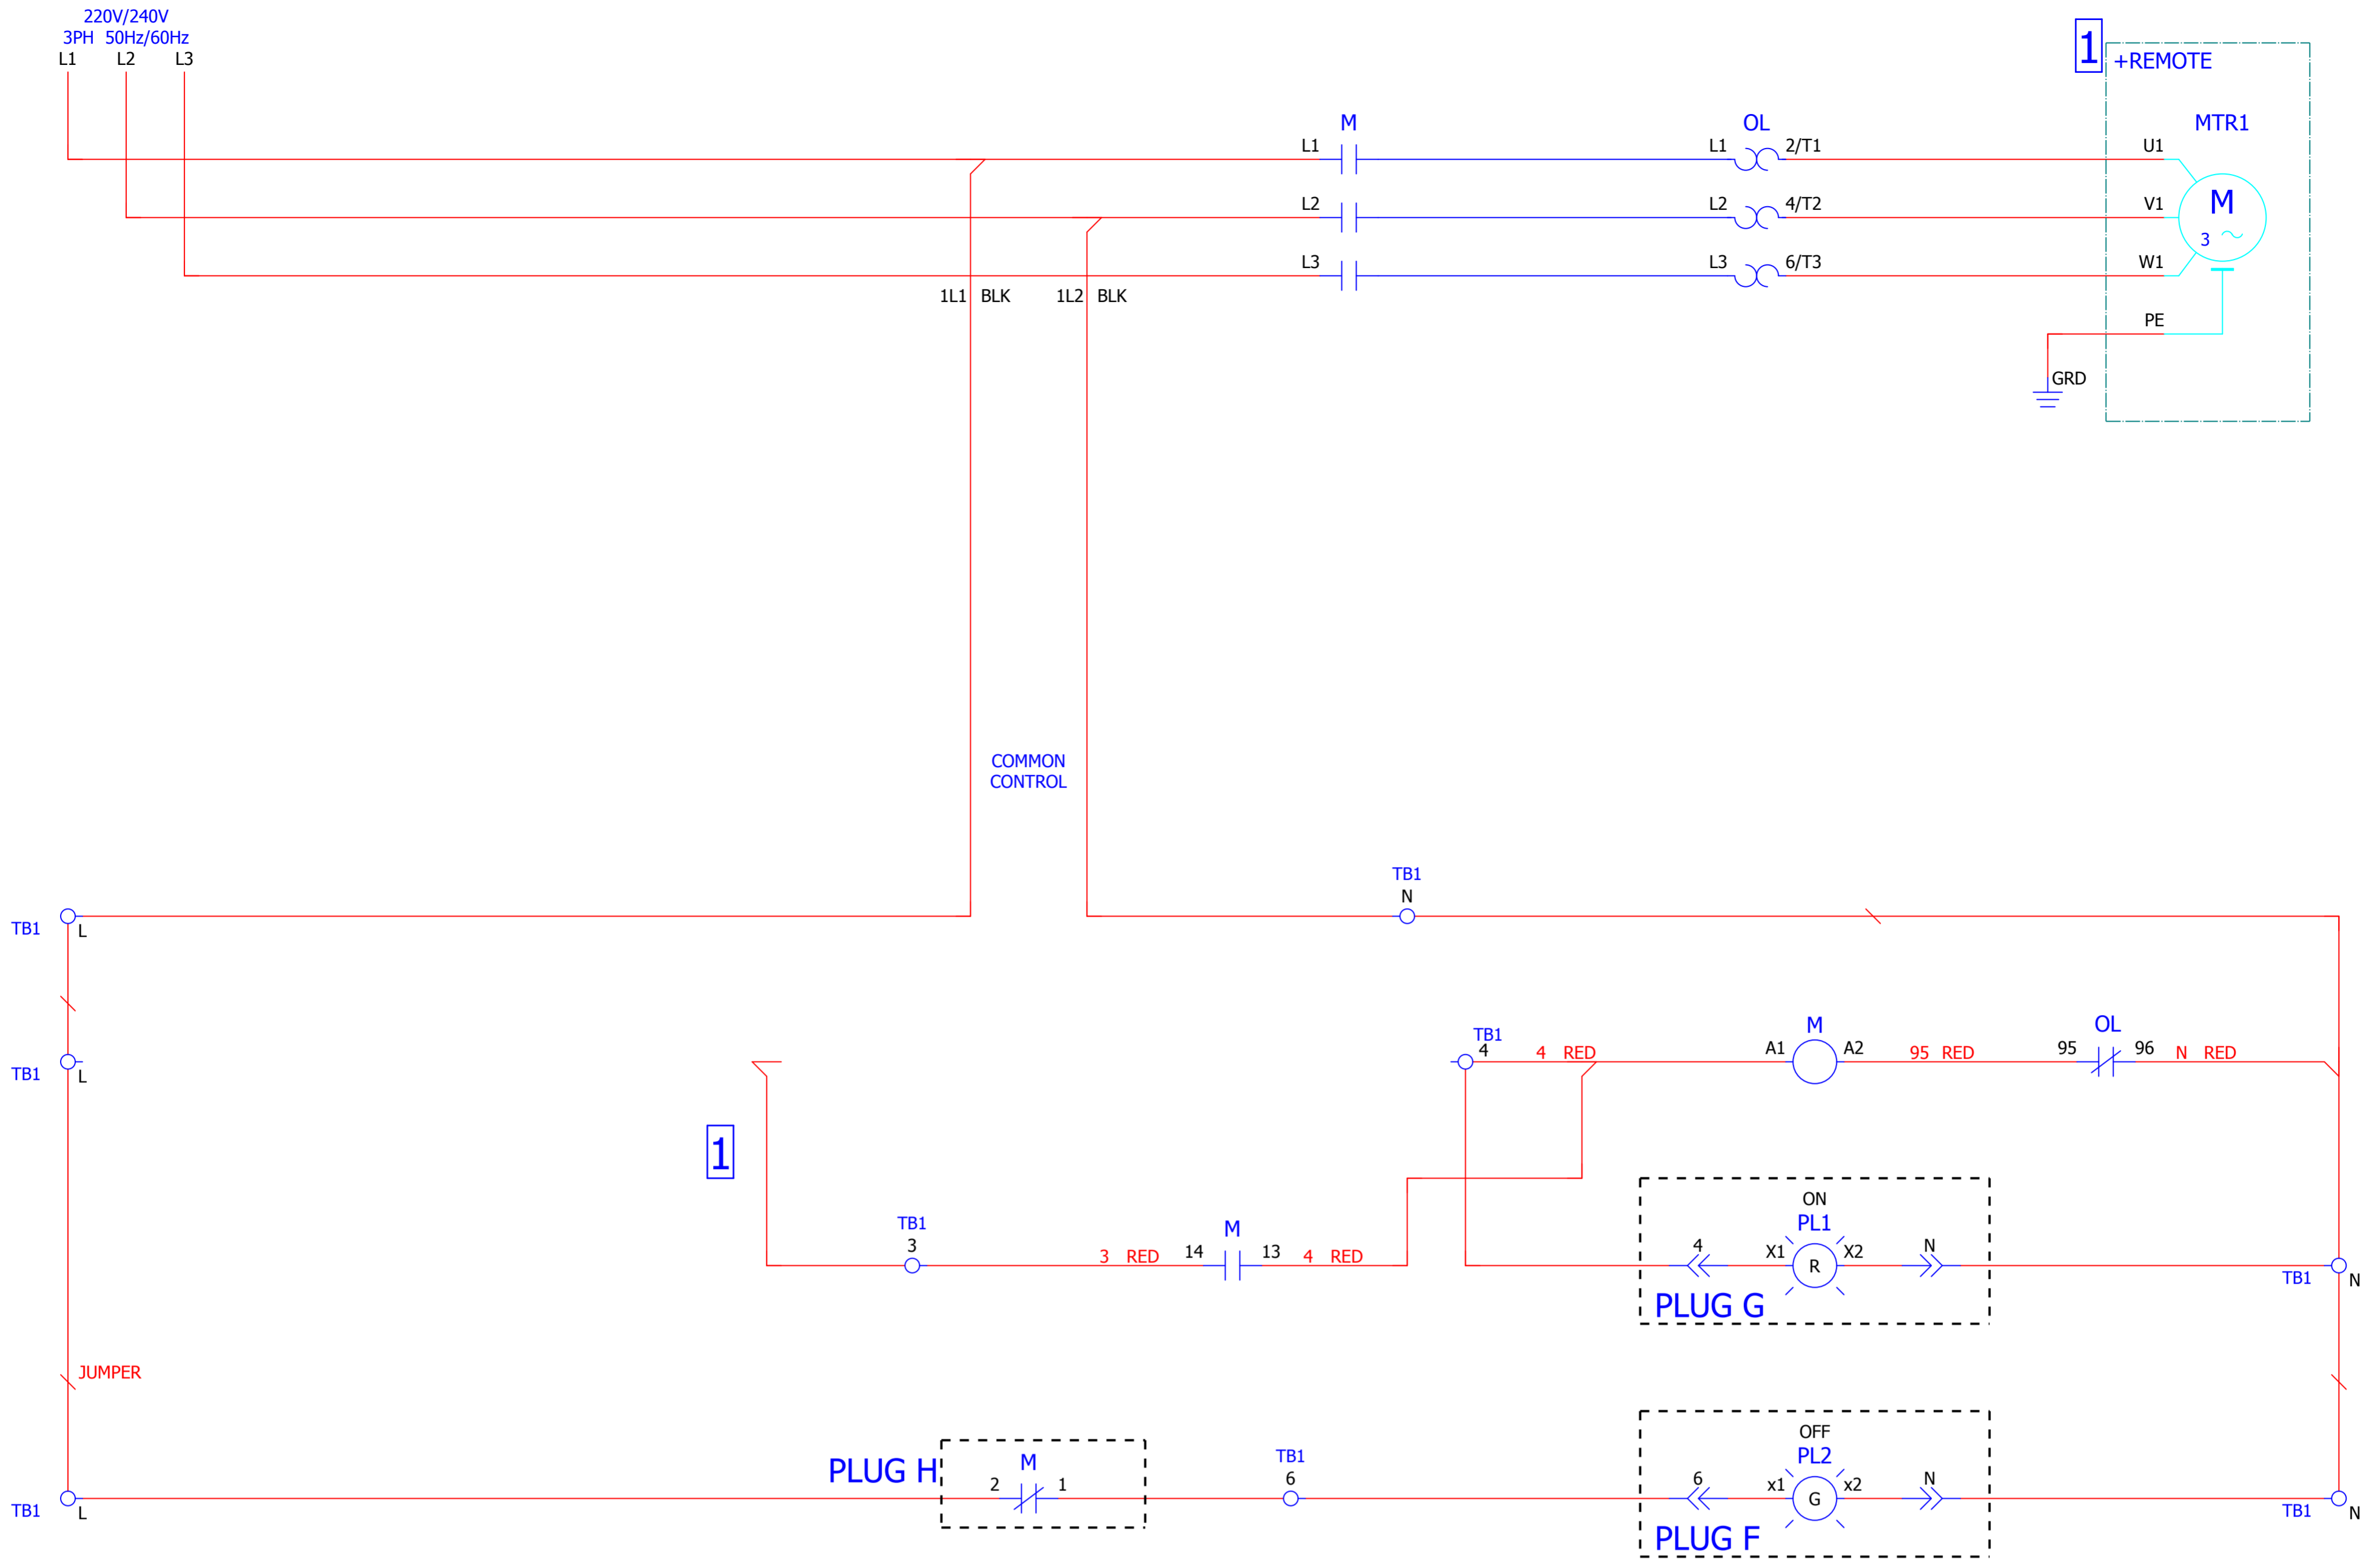 220V/240V
3PH 50Hz/60Hz
L1 L2 L3
1
+REMOTE
M
OL
MTR1
L1
L1
2/T1
U1
M
3
L2
L2
4/T2
V1
L3
L3
6/T3
W1
1L1 BLK
1L2 BLK
PE
GRD
COMMON
CONTROL
TB1
N
TB1
L
TB1
4
4 RED
M
A1
A2
95 RED
OL
95
96
N RED
TB1
L
1
TB1
3
3 RED
M
14
13
4 RED
ON
PL1
4
X1
R
X2
N
PLUG G
TB1
N
JUMPER
PLUG H
M
2
1
TB1
6
OFF
PL2
6
x1
G
x2
N
PLUG F
TB1
L
TB1
N